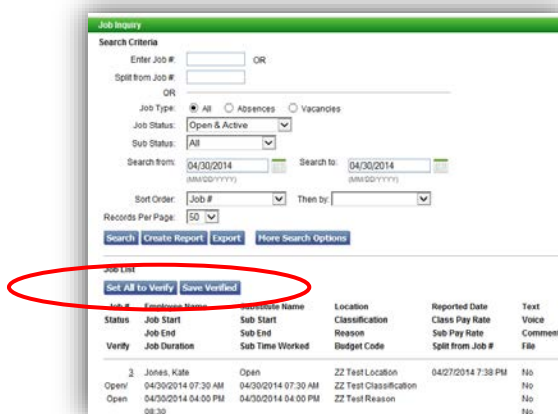 Job Inquiry
Search Criteria
Enter Job #: OR
Split from Job #:
OR
Job Type: All Absences Vacancies
Job Status: Open & Active
Sub Status: All
Search from: 04/30/2014 Search to: 04/30/2014
(MM/DD/YYYY) (MM/DD/YYYY)
Sort Order: Job # Then by:
Records Per Page: 50
Search Create Report Export More Search Options
Job List
Set All to Verify Save Verified
Job # Employee Name Substitute Name Location Reported Date Text
Status Job Start Sub Start Classification Class Pay Rate Voice
Job End Sub End Reason Sub Pay Rate Comment
Verify Job Duration Sub Time Worked Budget Code Split from Job # File
3 Jones, Kate Open ZZ Test Location 04/27/2014 7:38 PM No
Open/ 04/30/2014 07:30 AM 04/30/2014 07:30 AM ZZ Test Classification No
Open 04/30/2014 04:00 PM 04/30/2014 04:00 PM ZZ Test Reason No
08:30 No